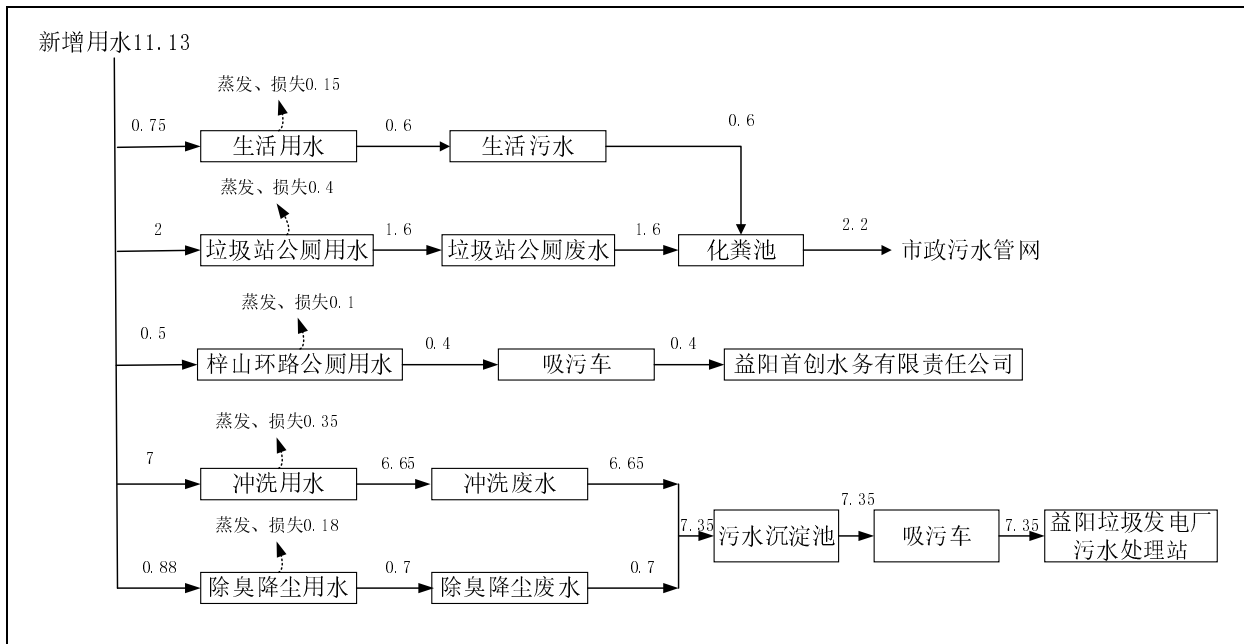 新增用水11.13
蒸发、损失0.15
0.75
生活用水
0.6
生活污水
0.6
蒸发、损失0.4
2
垃圾站公厕用水
1.6
垃圾站公厕废水
1.6
化粪池
2.2
市政污水管网
蒸发、损失0.1
0.5
梓山环路公厕用水
0.4
吸污车
0.4
益阳首创水务有限责任公司
蒸发、损失0.35
7
冲洗用水
6.65
冲洗废水
6.65
蒸发、损失0.18
0.88
除臭降尘用水
0.7
除臭降尘废水
0.7
7.35
污水沉淀池
7.35
吸污车
7.35
益阳垃圾发电厂
污水处理站